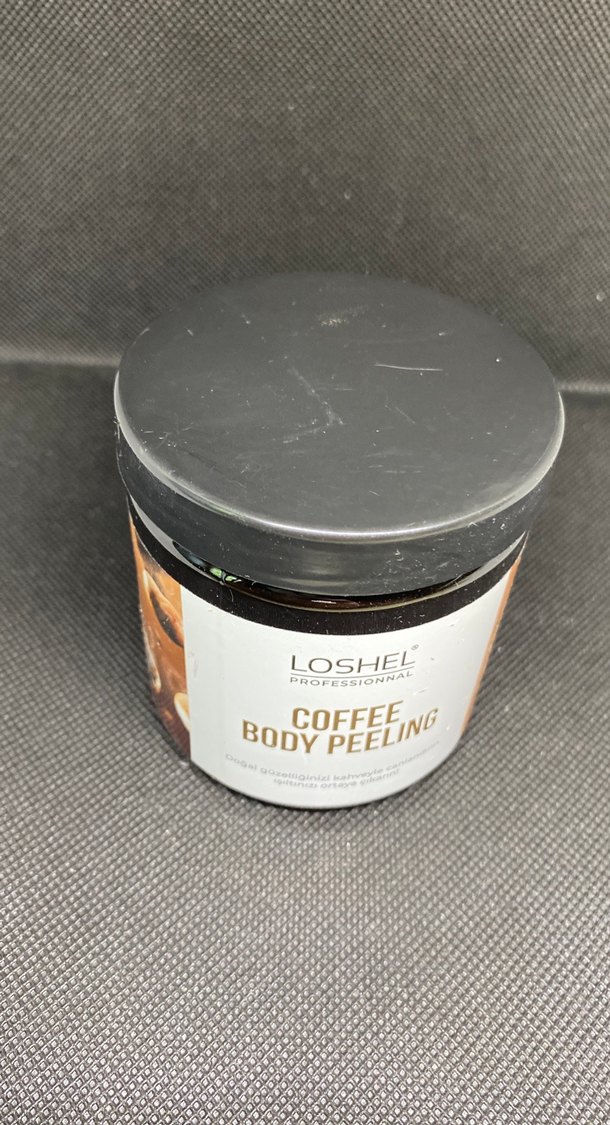 LOSHEL®
PROFESSIONNAL
COFFEE
BODY PEELING
Doğal güzelliğinizi kahveyle canlandırın,
ışıltınızı ortaya çıkarın!